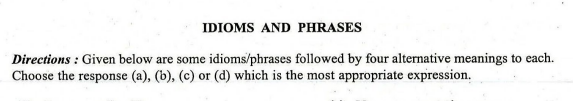 IDIOMS AND PHRASES
Directions : Given below are some idioms/phrases followed by four alternative meanings to each.
Choose the response (a), (b), (c) or (d) which is the most appropriate expression.